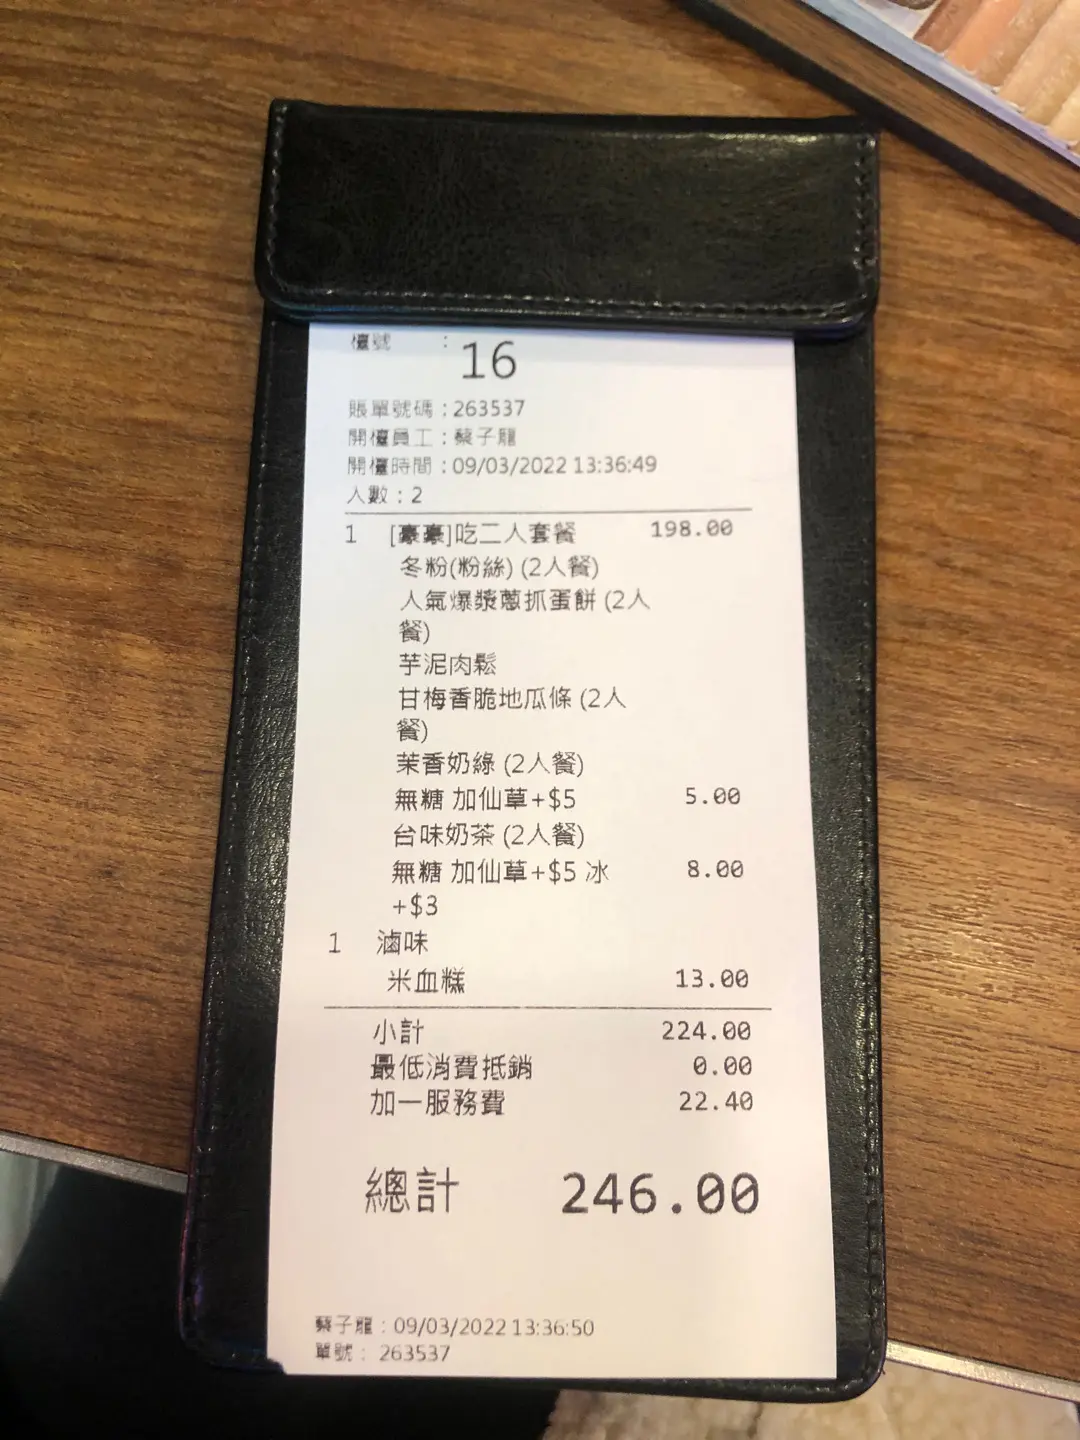 檯號 : 16
賬單號碼 : 263537
開檯員工 : 蔡子龍
開檯時間 : 09/03/2022 13:36:49
人數 : 2
1 [豪豪]吃二人套餐 198.00
冬粉(粉絲) (2人餐)
人氣爆漿蔥抓蛋餅 (2人
餐)
芋泥肉鬆
甘梅香脆地瓜條 (2人
餐)
茉香奶綠 (2人餐)
無糖 加仙草+$5 5.00
台味奶茶 (2人餐)
無糖 加仙草+$5 冰 8.00
+$3
1 滷味
米血糕 13.00
小計 224.00
最低消費抵銷 0.00
加一服務費 22.40
總計 246.00
蔡子龍 : 09/03/2022 13:36:50
單號 : 263537